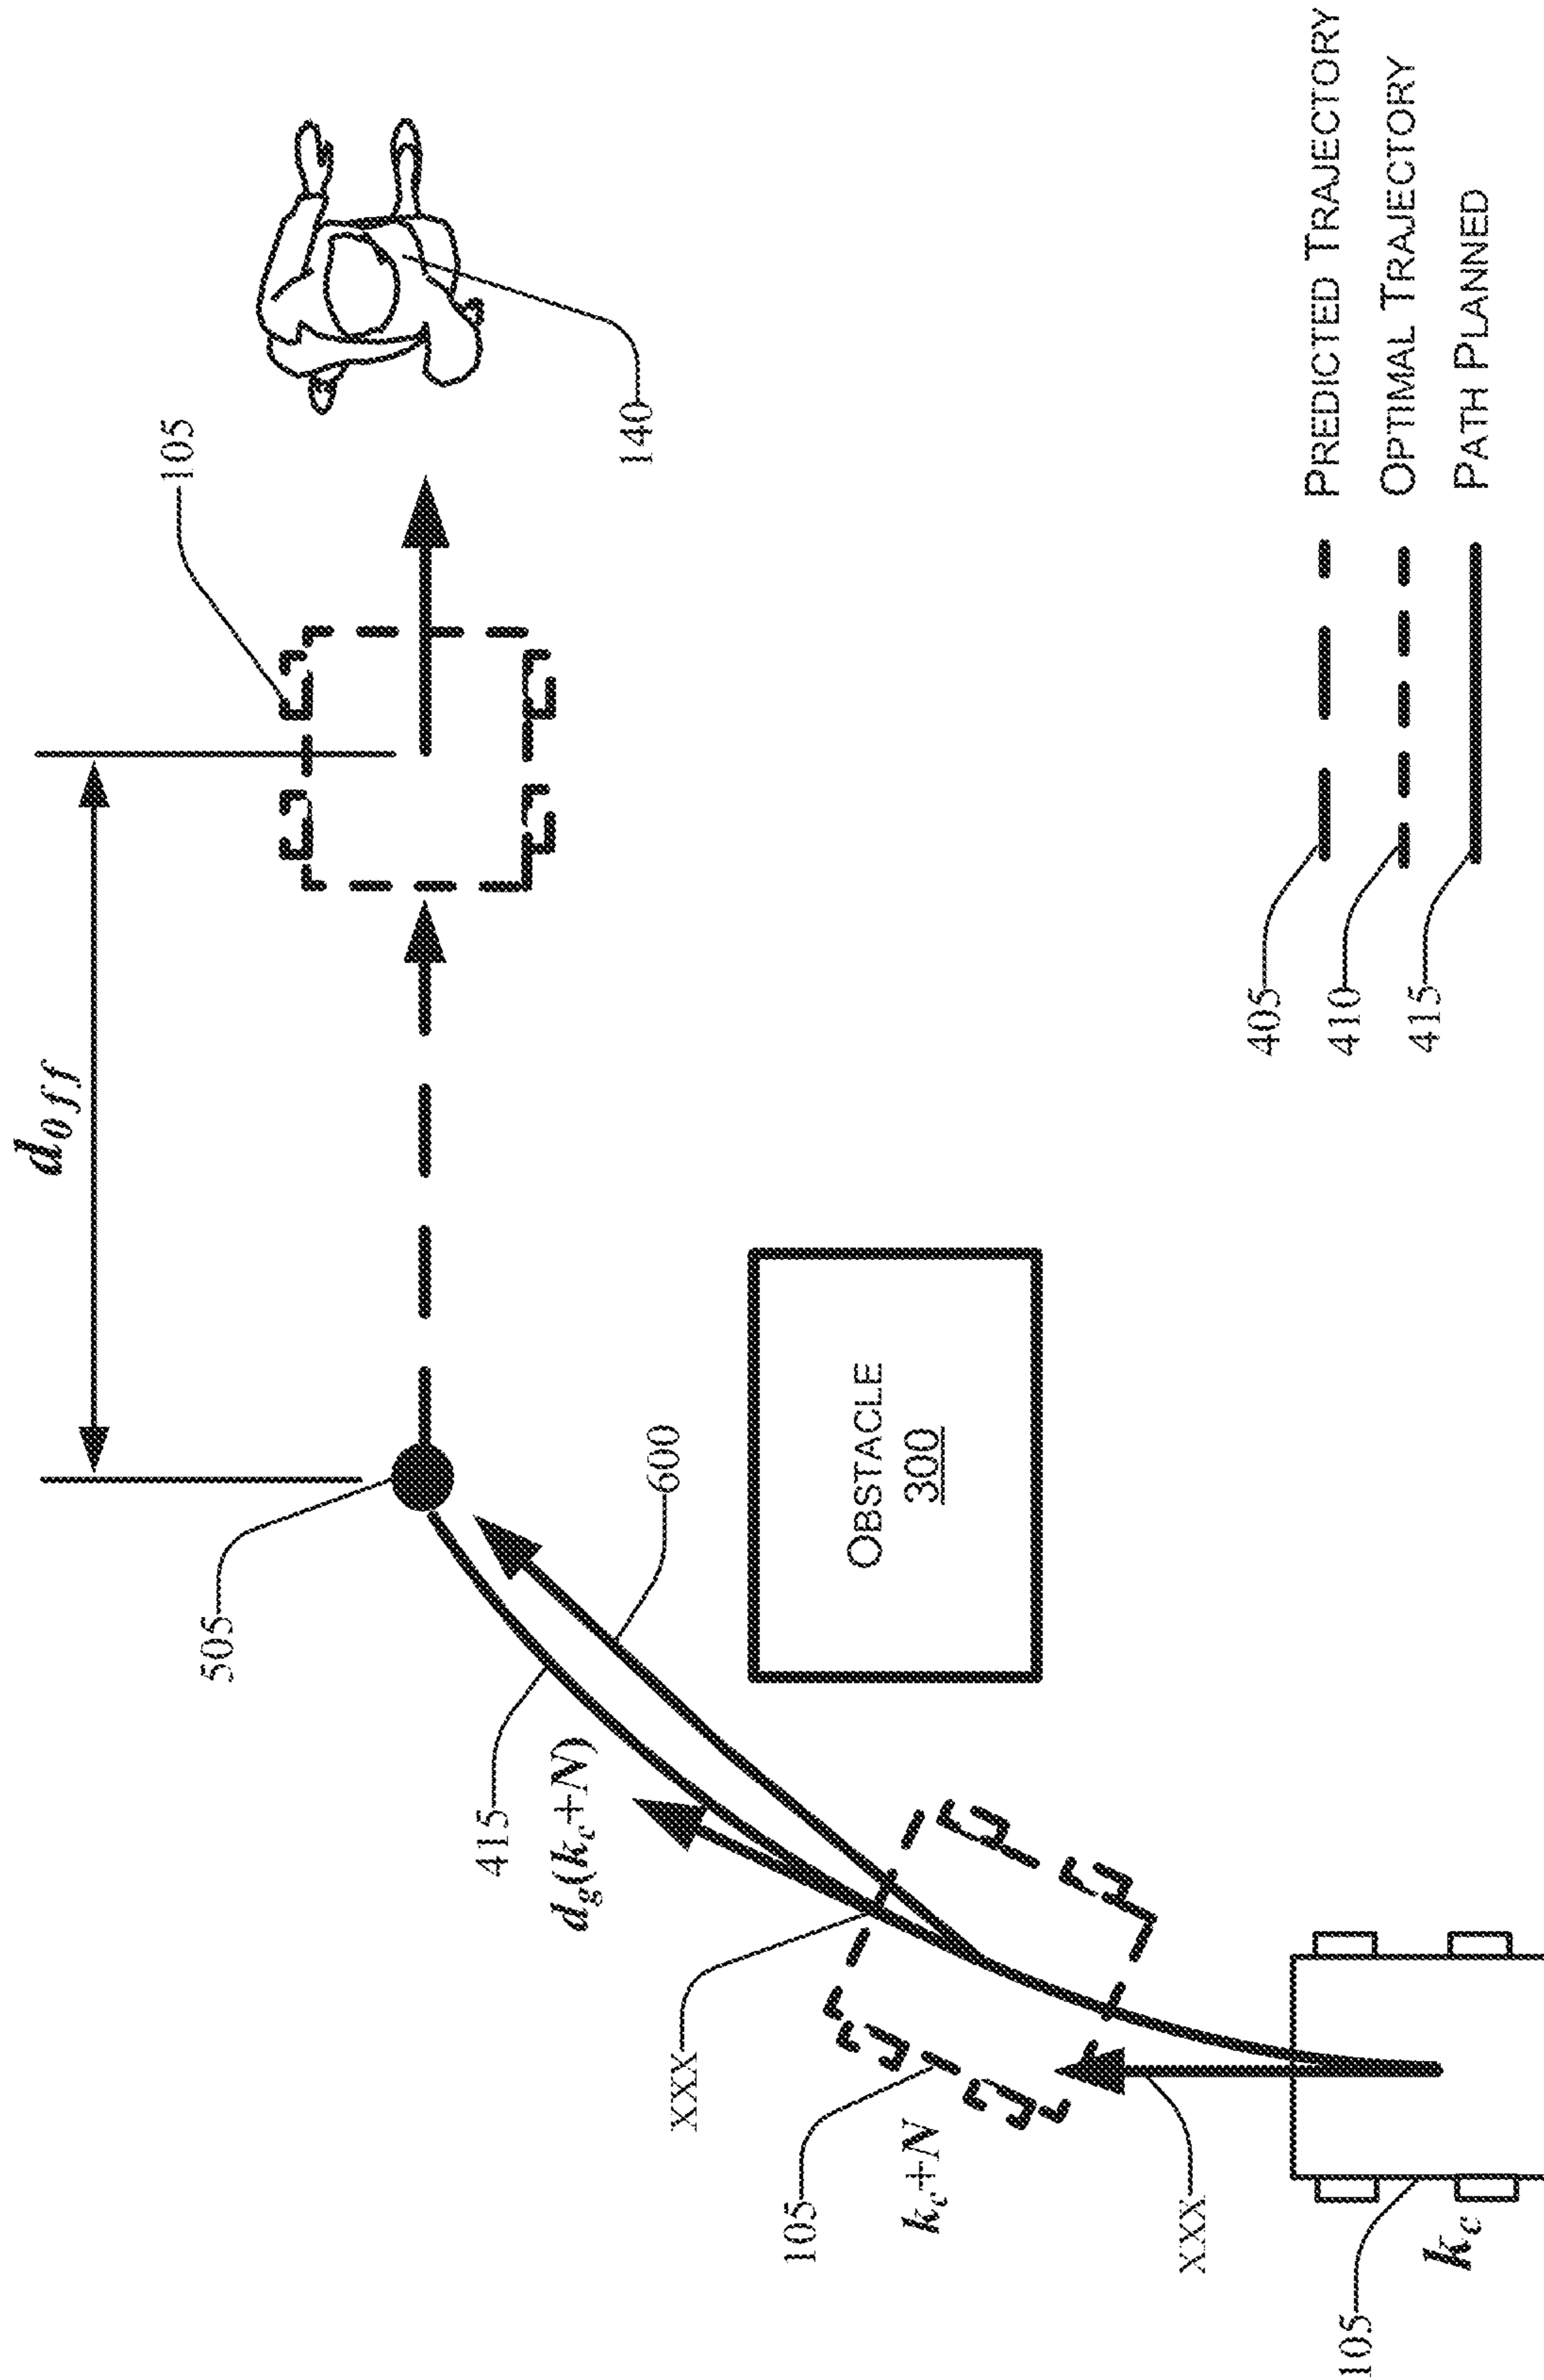 105
k_c
XXX
105
k_c+N
XXX
d_g(k_c+N)
415
505
600
OBSTACLE
300
d_0ff
105
140
405
PREDICTED TRAJECTORY
410
OPTIMAL TRAJECTORY
415
PATH PLANNED